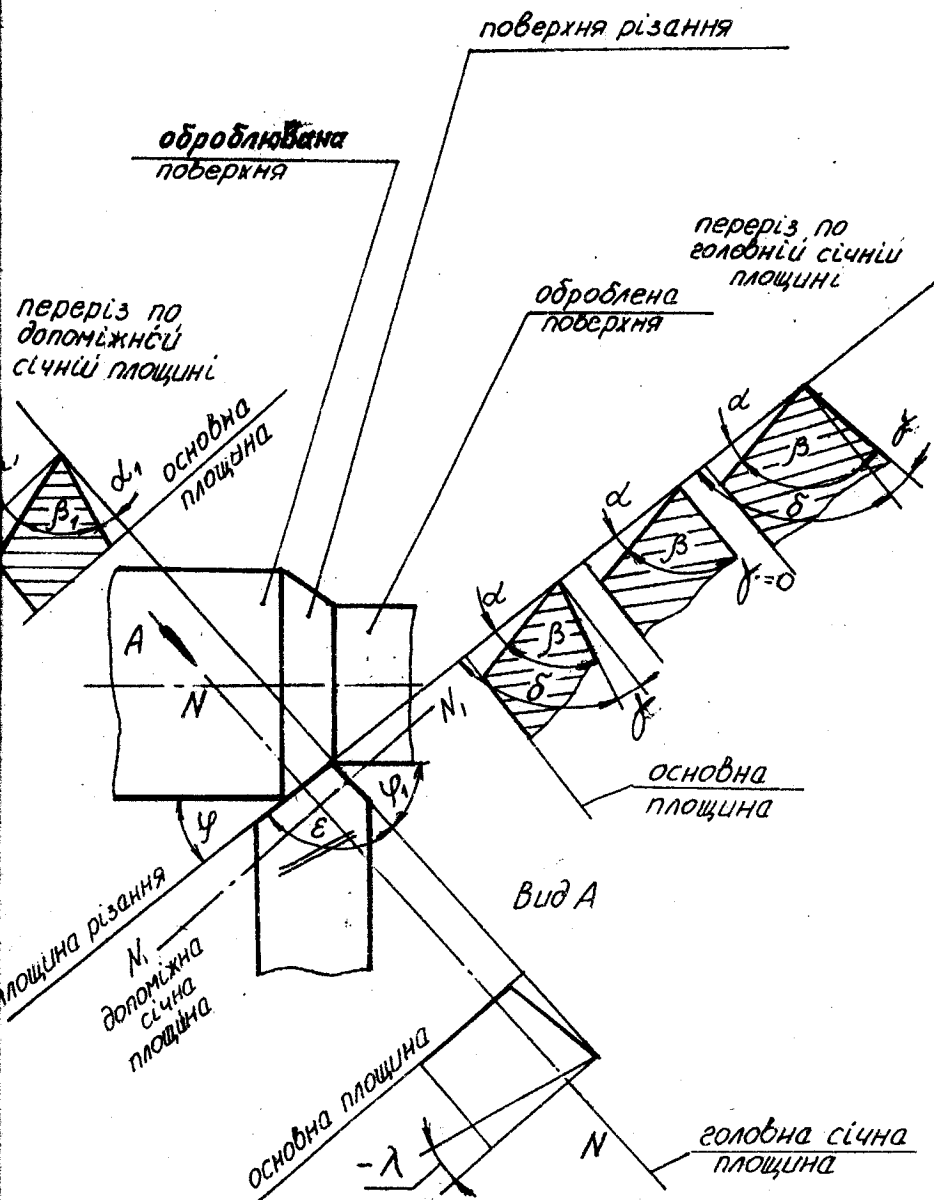 поверхня різання
оброблювана
поверхня
переріз по
головній січній
площині
оброблена
поверхня
переріз по
допоміжній
січній площині
основна
площина
α
β
γ
δ
α
β
γ=0
α
β
δ
γ
α₁
β₁
A
N
N₁
основна
площина
φ
ε
φ₁
площина різання
Вид А
N₁
допоміжна
січна
площина
основна площина
-λ
N
головна січна
площина